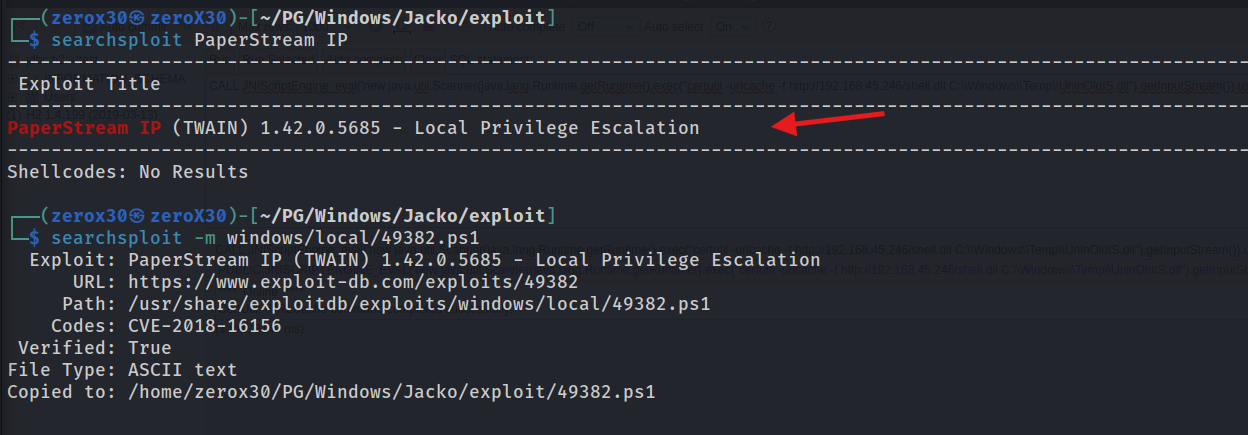 ┌──(zerox30㉿zeroX30)-[~/PG/Windows/Jacko/exploit]
└─$ searchsploit PaperStream IP
Exploit Title
PaperStream IP (TWAIN) 1.42.0.5685 - Local Privilege Escalation
Shellcodes: No Results
┌──(zerox30㉿zeroX30)-[~/PG/Windows/Jacko/exploit]
└─$ searchsploit -m windows/local/49382.ps1
Exploit: PaperStream IP (TWAIN) 1.42.0.5685 - Local Privilege Escalation
URL: https://www.exploit-db.com/exploits/49382
Path: /usr/share/exploitdb/exploits/windows/local/49382.ps1
Codes: CVE-2018-16156
Verified: True
File Type: ASCII text
Copied to: /home/zerox30/PG/Windows/Jacko/exploit/49382.ps1